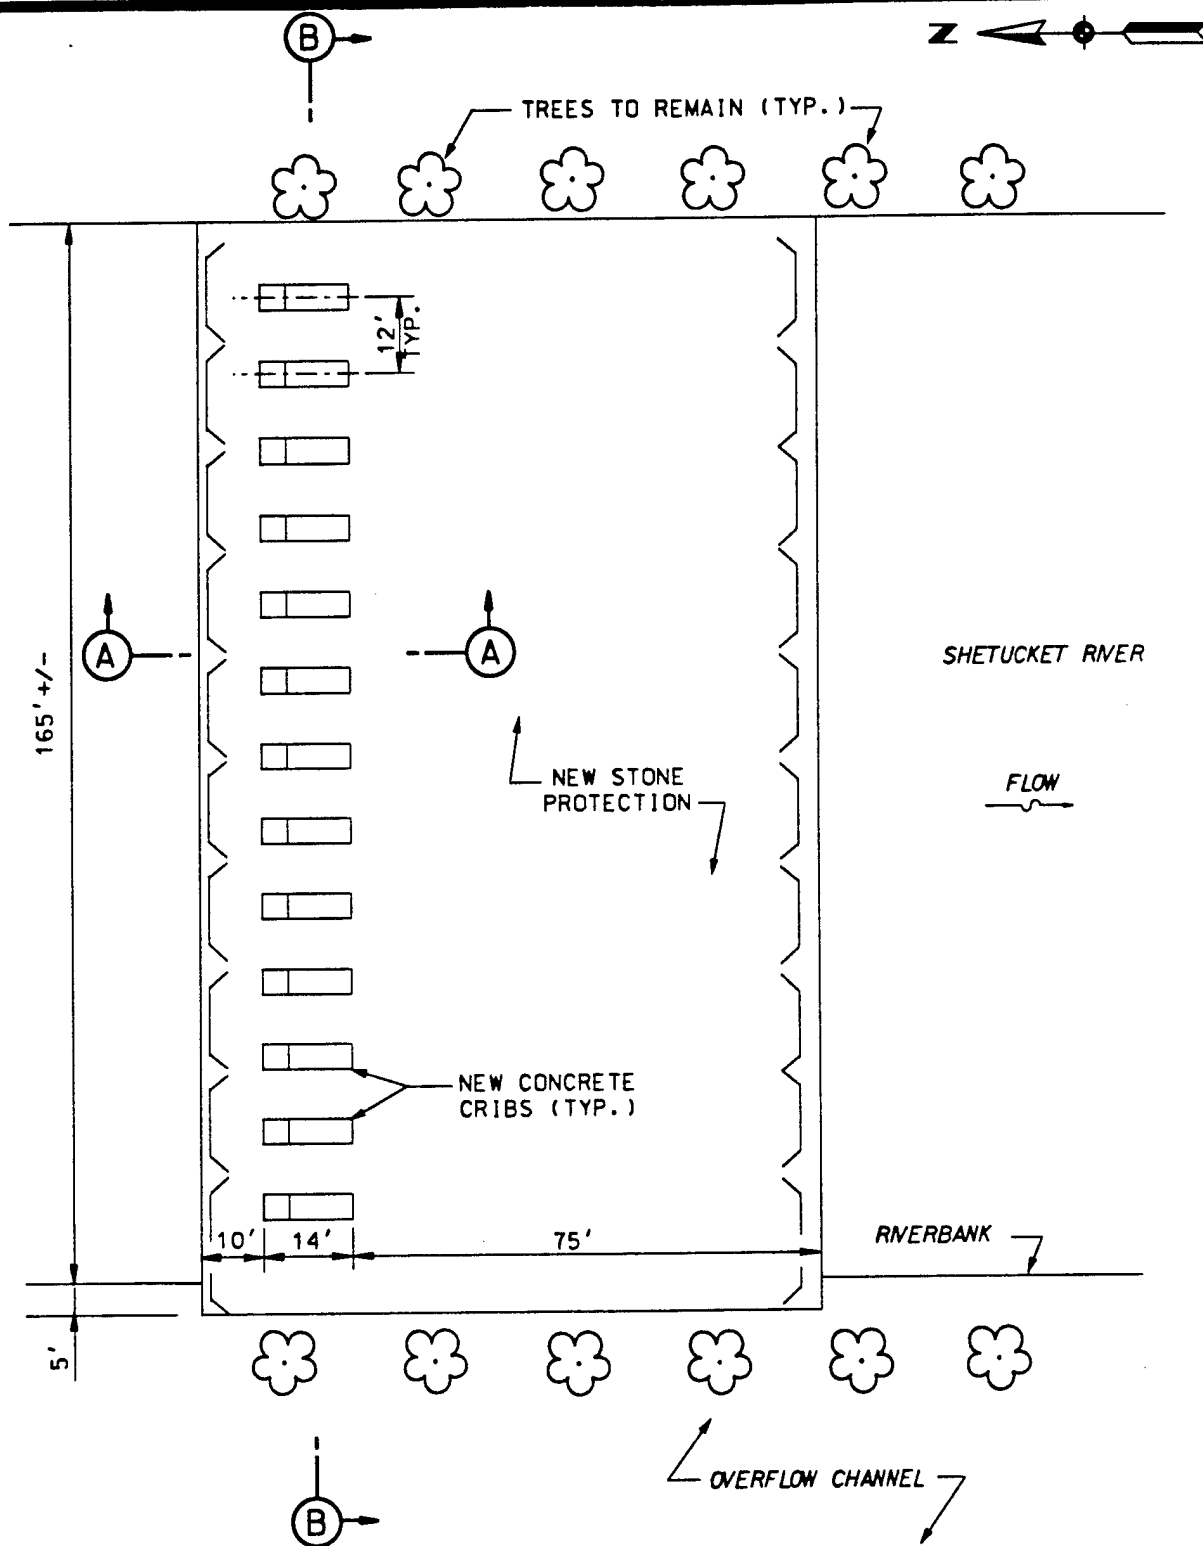 B
N
TREES TO REMAIN (TYP.)
12'
TYP.
A
A
165' +/-
SHETUCKET RIVER
NEW STONE
PROTECTION
FLOW
NEW CONCRETE
CRIBS (TYP.)
10'
14'
75'
RIVERBANK
5'
OVERFLOW CHANNEL
B